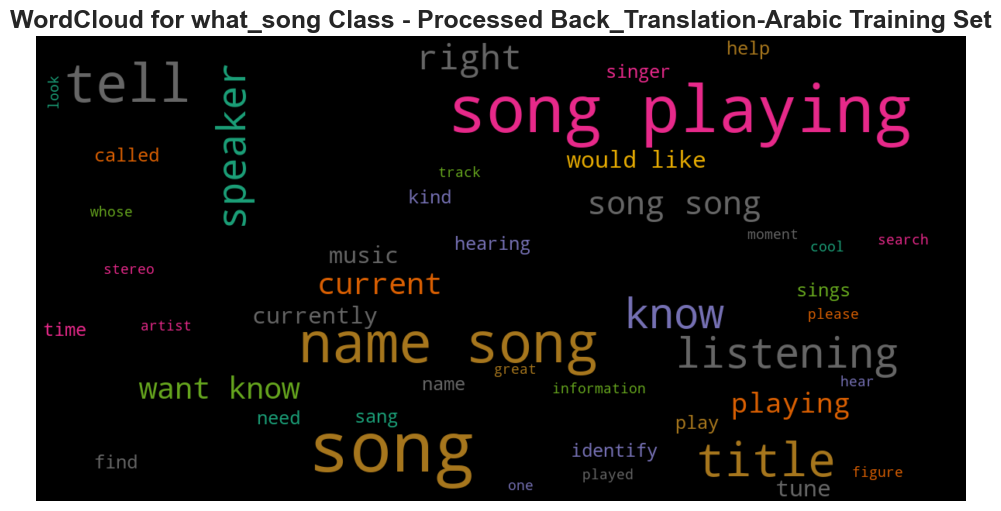 WordCloud for what_song Class - Processed Back_Translation-Arabic Training Set
help
right
singer
tell
look
speaker
song playing
called
would like
track
kind
song song
whose
hearing
moment
cool
search
music
stereo
current
sings
currently
know
please
time
artist
name song
listening
great
name
want know
information
hear
need
sang
play
playing
song
identify
title
find
played
figure
one
tune